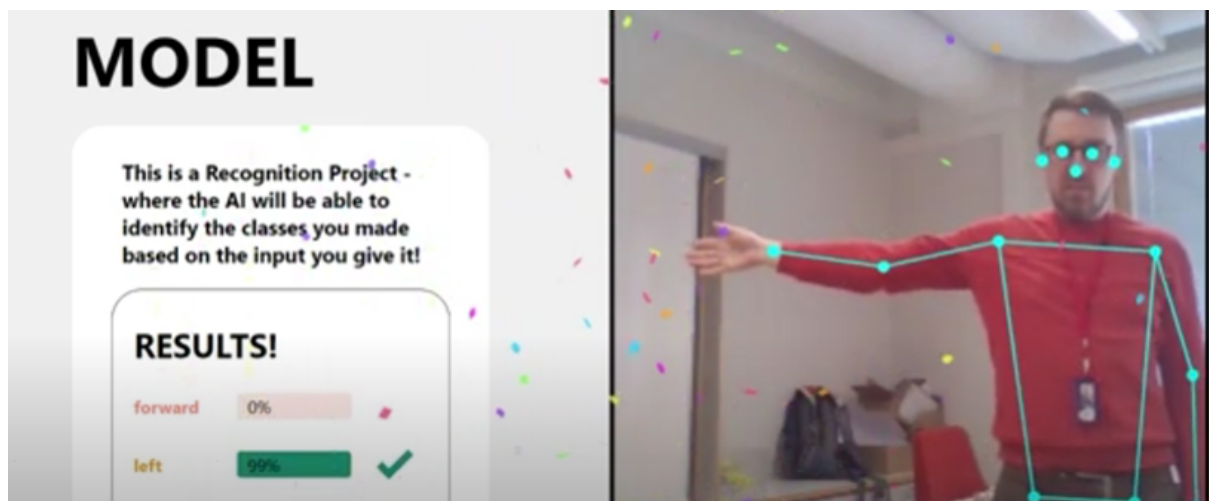 MODEL
This is a Recognition Project -
where the AI will be able to
identify the classes you made
based on the input you give it!
RESULTS!
forward 0%
left 99%